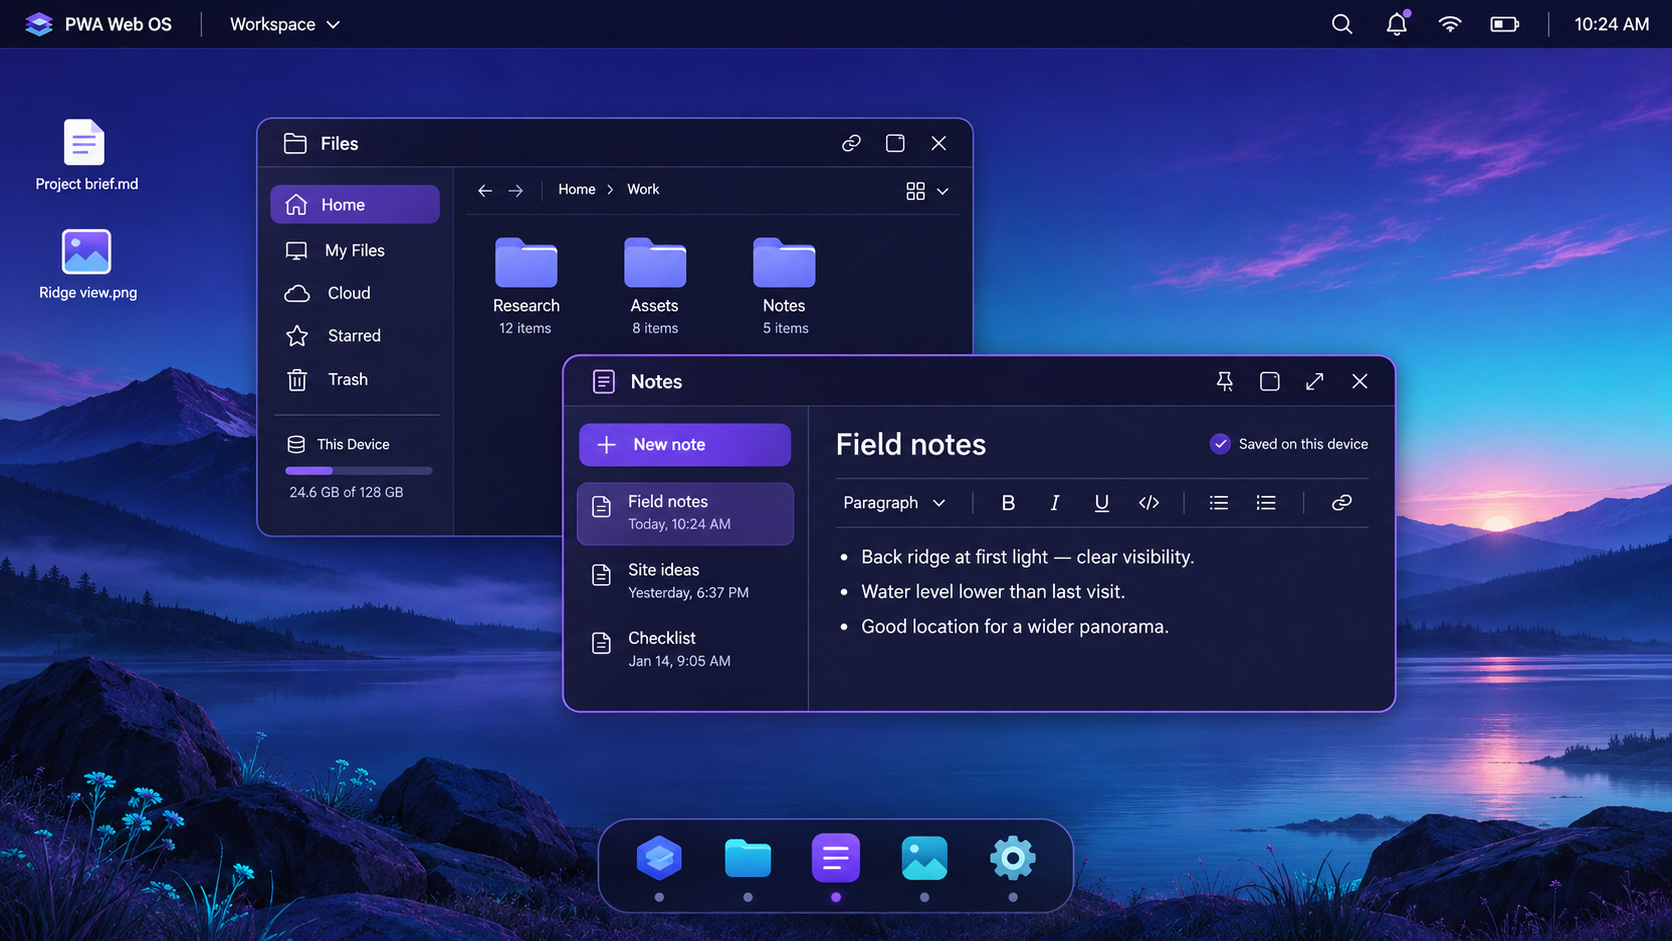 PWA Web OS
Workspace
10:24 AM
Project brief.md
Ridge view.png
Files
Home
My Files
Cloud
Starred
Trash
This Device
24.6 GB of 128 GB
Home > Work
Research
12 items
Assets
8 items
Notes
5 items
Notes
New note
Field notes
Today, 10:24 AM
Site ideas
Yesterday, 6:37 PM
Checklist
Jan 14, 9:05 AM
Field notes
Saved on this device
Paragraph
B I U </>
• Back ridge at first light — clear visibility.
• Water level lower than last visit.
• Good location for a wider panorama.